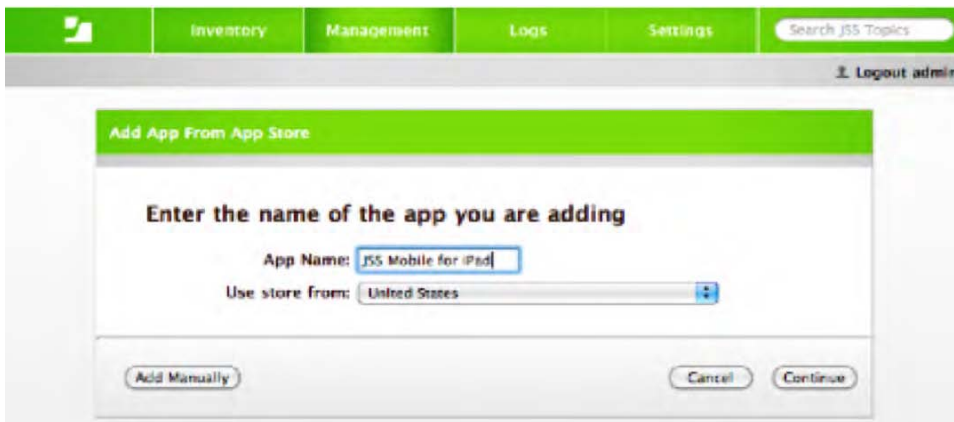 Inventory Management Logs Settings Search JSS Topics
Logout admin
Add App From App Store
Enter the name of the app you are adding
App Name: JSS Mobile for iPad
Use store from: United States
Add Manually Cancel Continue